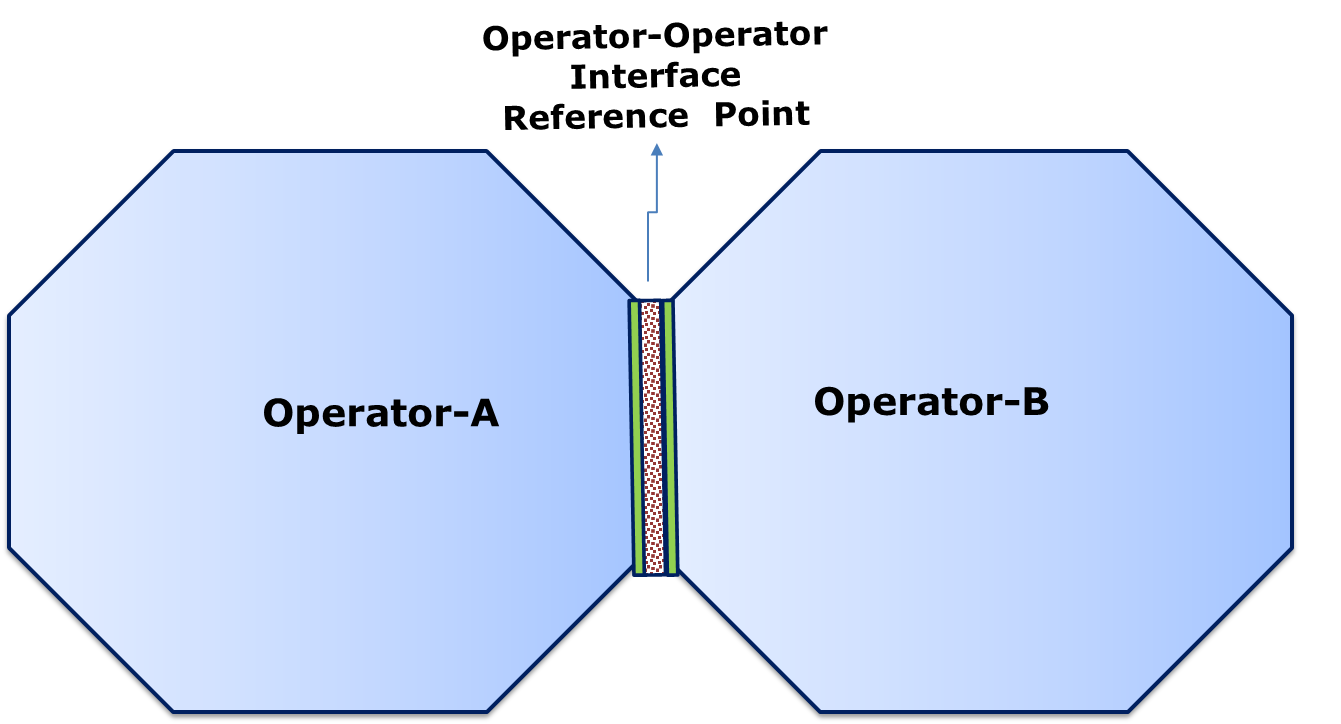 Operator-Operator
Interface
Reference Point
Operator-A
Operator-B